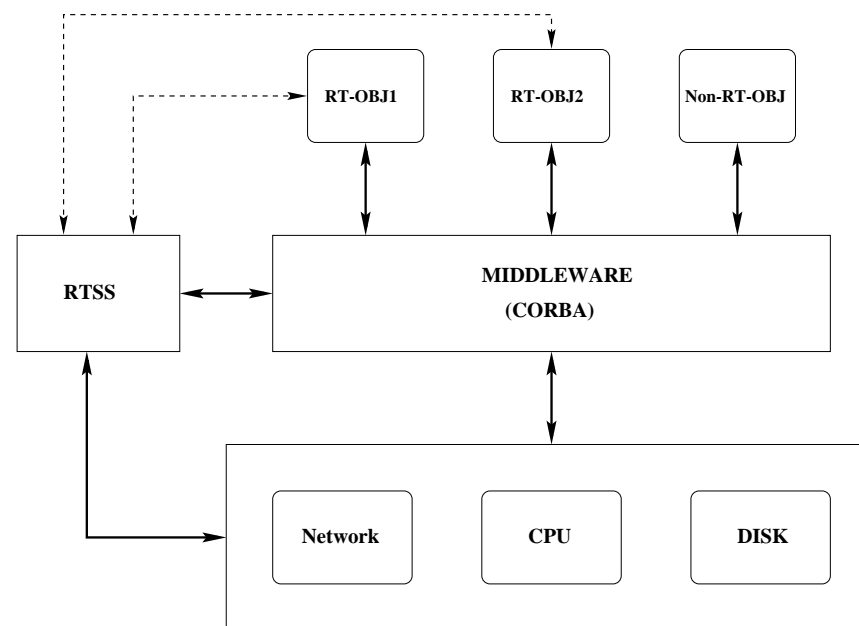 RT-OBJ1
RT-OBJ2
Non-RT-OBJ
RTSS
MIDDLEWARE
(CORBA)
Network
CPU
DISK